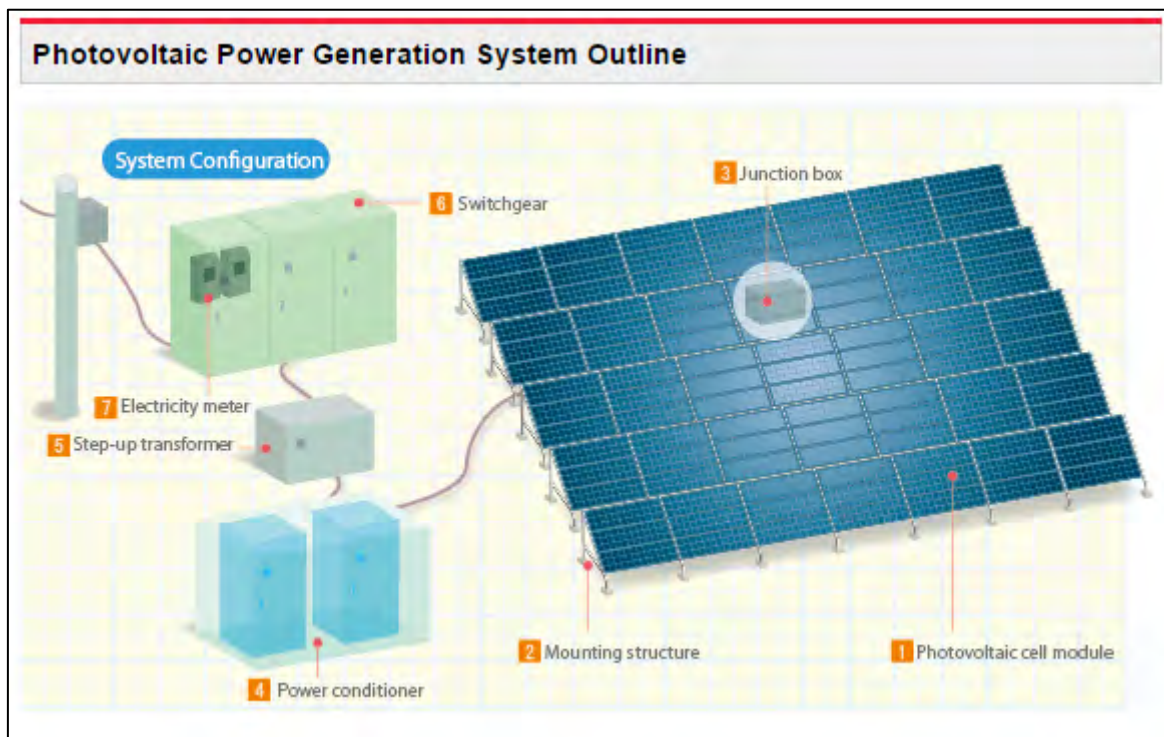 Photovoltaic Power Generation System Outline
System Configuration
3 Junction box
6 Switchgear
7 Electricity meter
5 Step-up transformer
2 Mounting structure
1 Photovoltaic cell module
4 Power conditioner